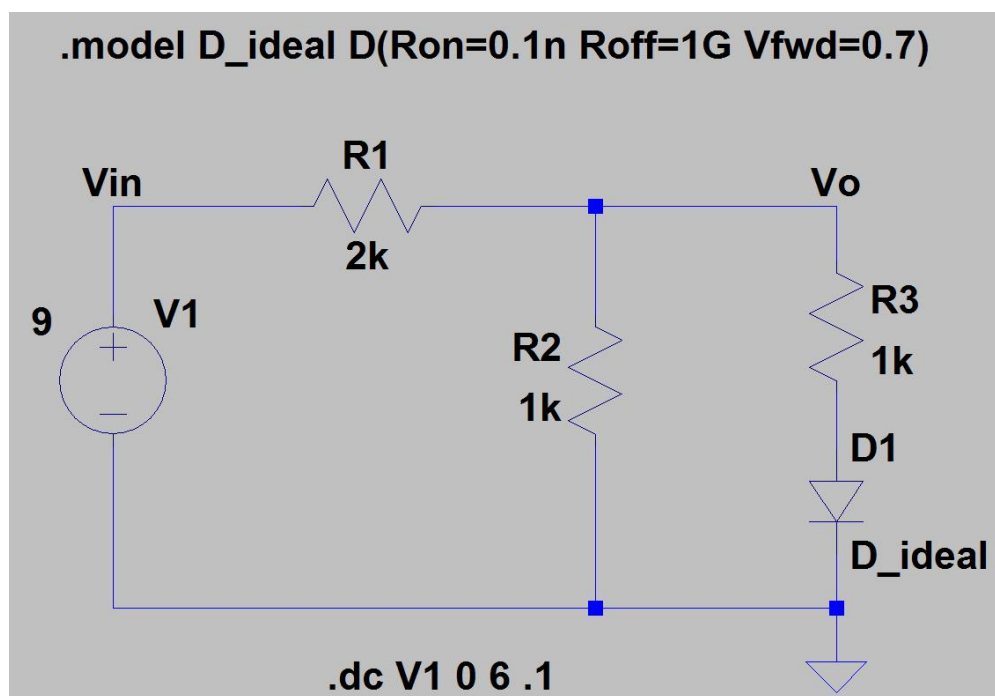 .model D_ideal D(Ron=0.1n Roff=1G Vfwd=0.7)
R1
Vin
Vo
2k
9
V1
R3
R2
1k
1k
D1
D_ideal
.dc V1 0 6 .1